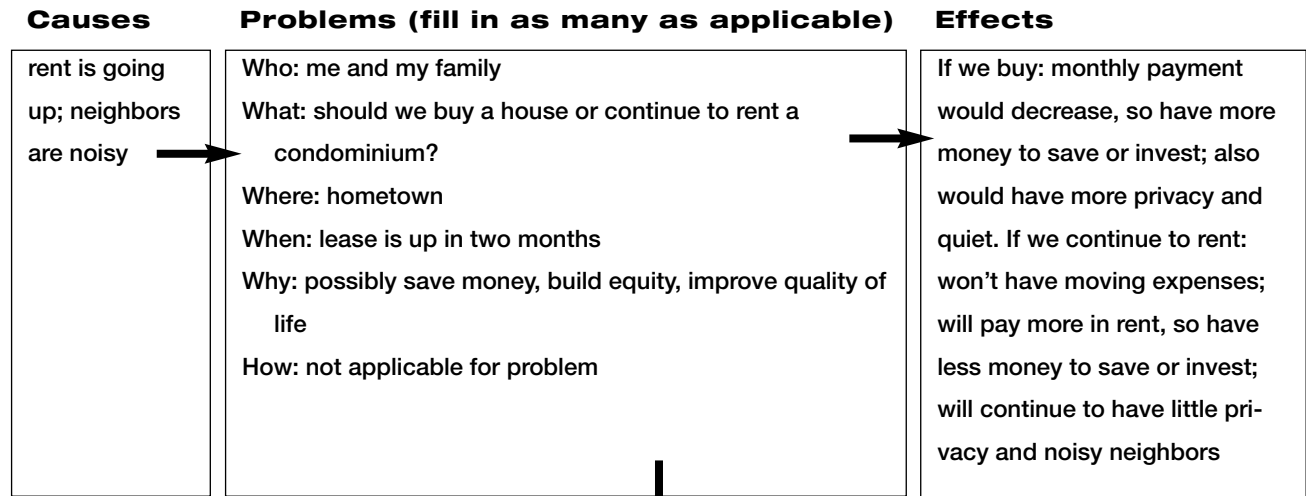 Causes
Problems (fill in as many as applicable)
Effects
rent is going
up; neighbors
are noisy
Who: me and my family
What: should we buy a house or continue to rent a
condominium?
Where: hometown
When: lease is up in two months
Why: possibly save money, build equity, improve quality of
life
How: not applicable for problem
If we buy: monthly payment
would decrease, so have more
money to save or invest; also
would have more privacy and
quiet. If we continue to rent:
won’t have moving expenses;
will pay more in rent, so have
less money to save or invest;
will continue to have little pri-
vacy and noisy neighbors